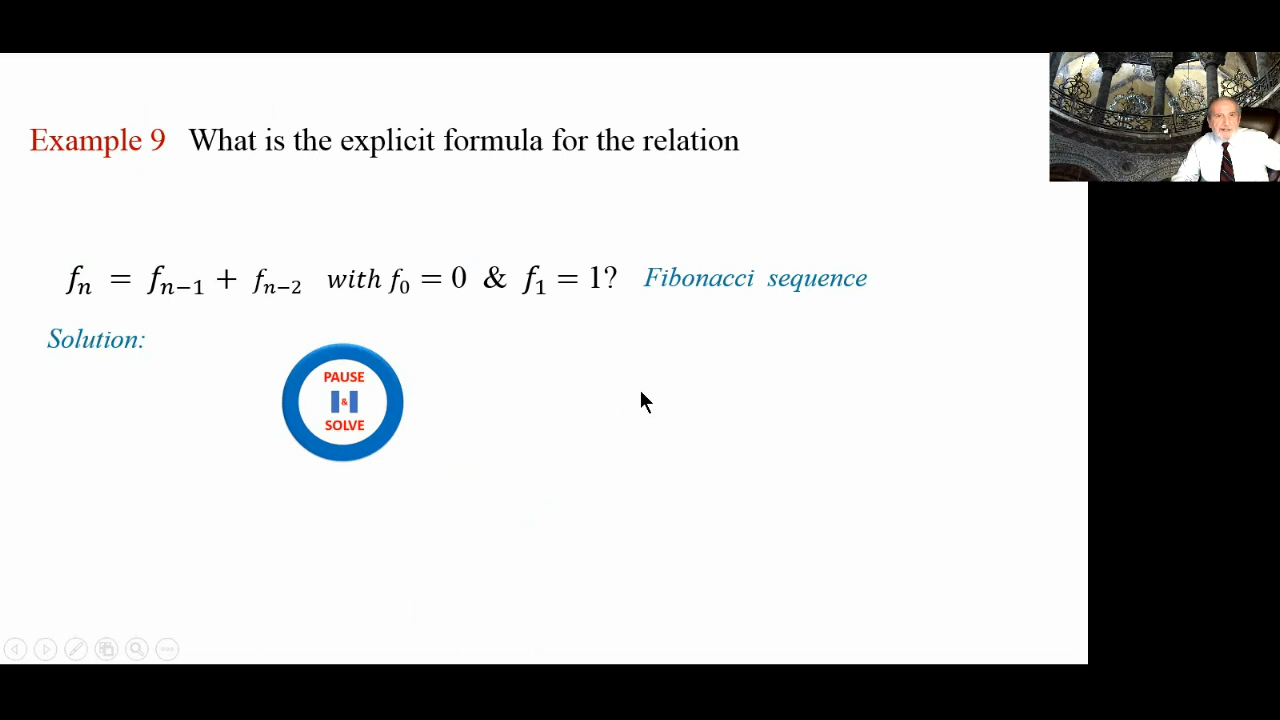 Example 9 What is the explicit formula for the relation
fₙ = fₙ₋₁ + fₙ₋₂ with f₀ = 0 & f₁ = 1? Fibonacci sequence
Solution:
PAUSE
&
SOLVE